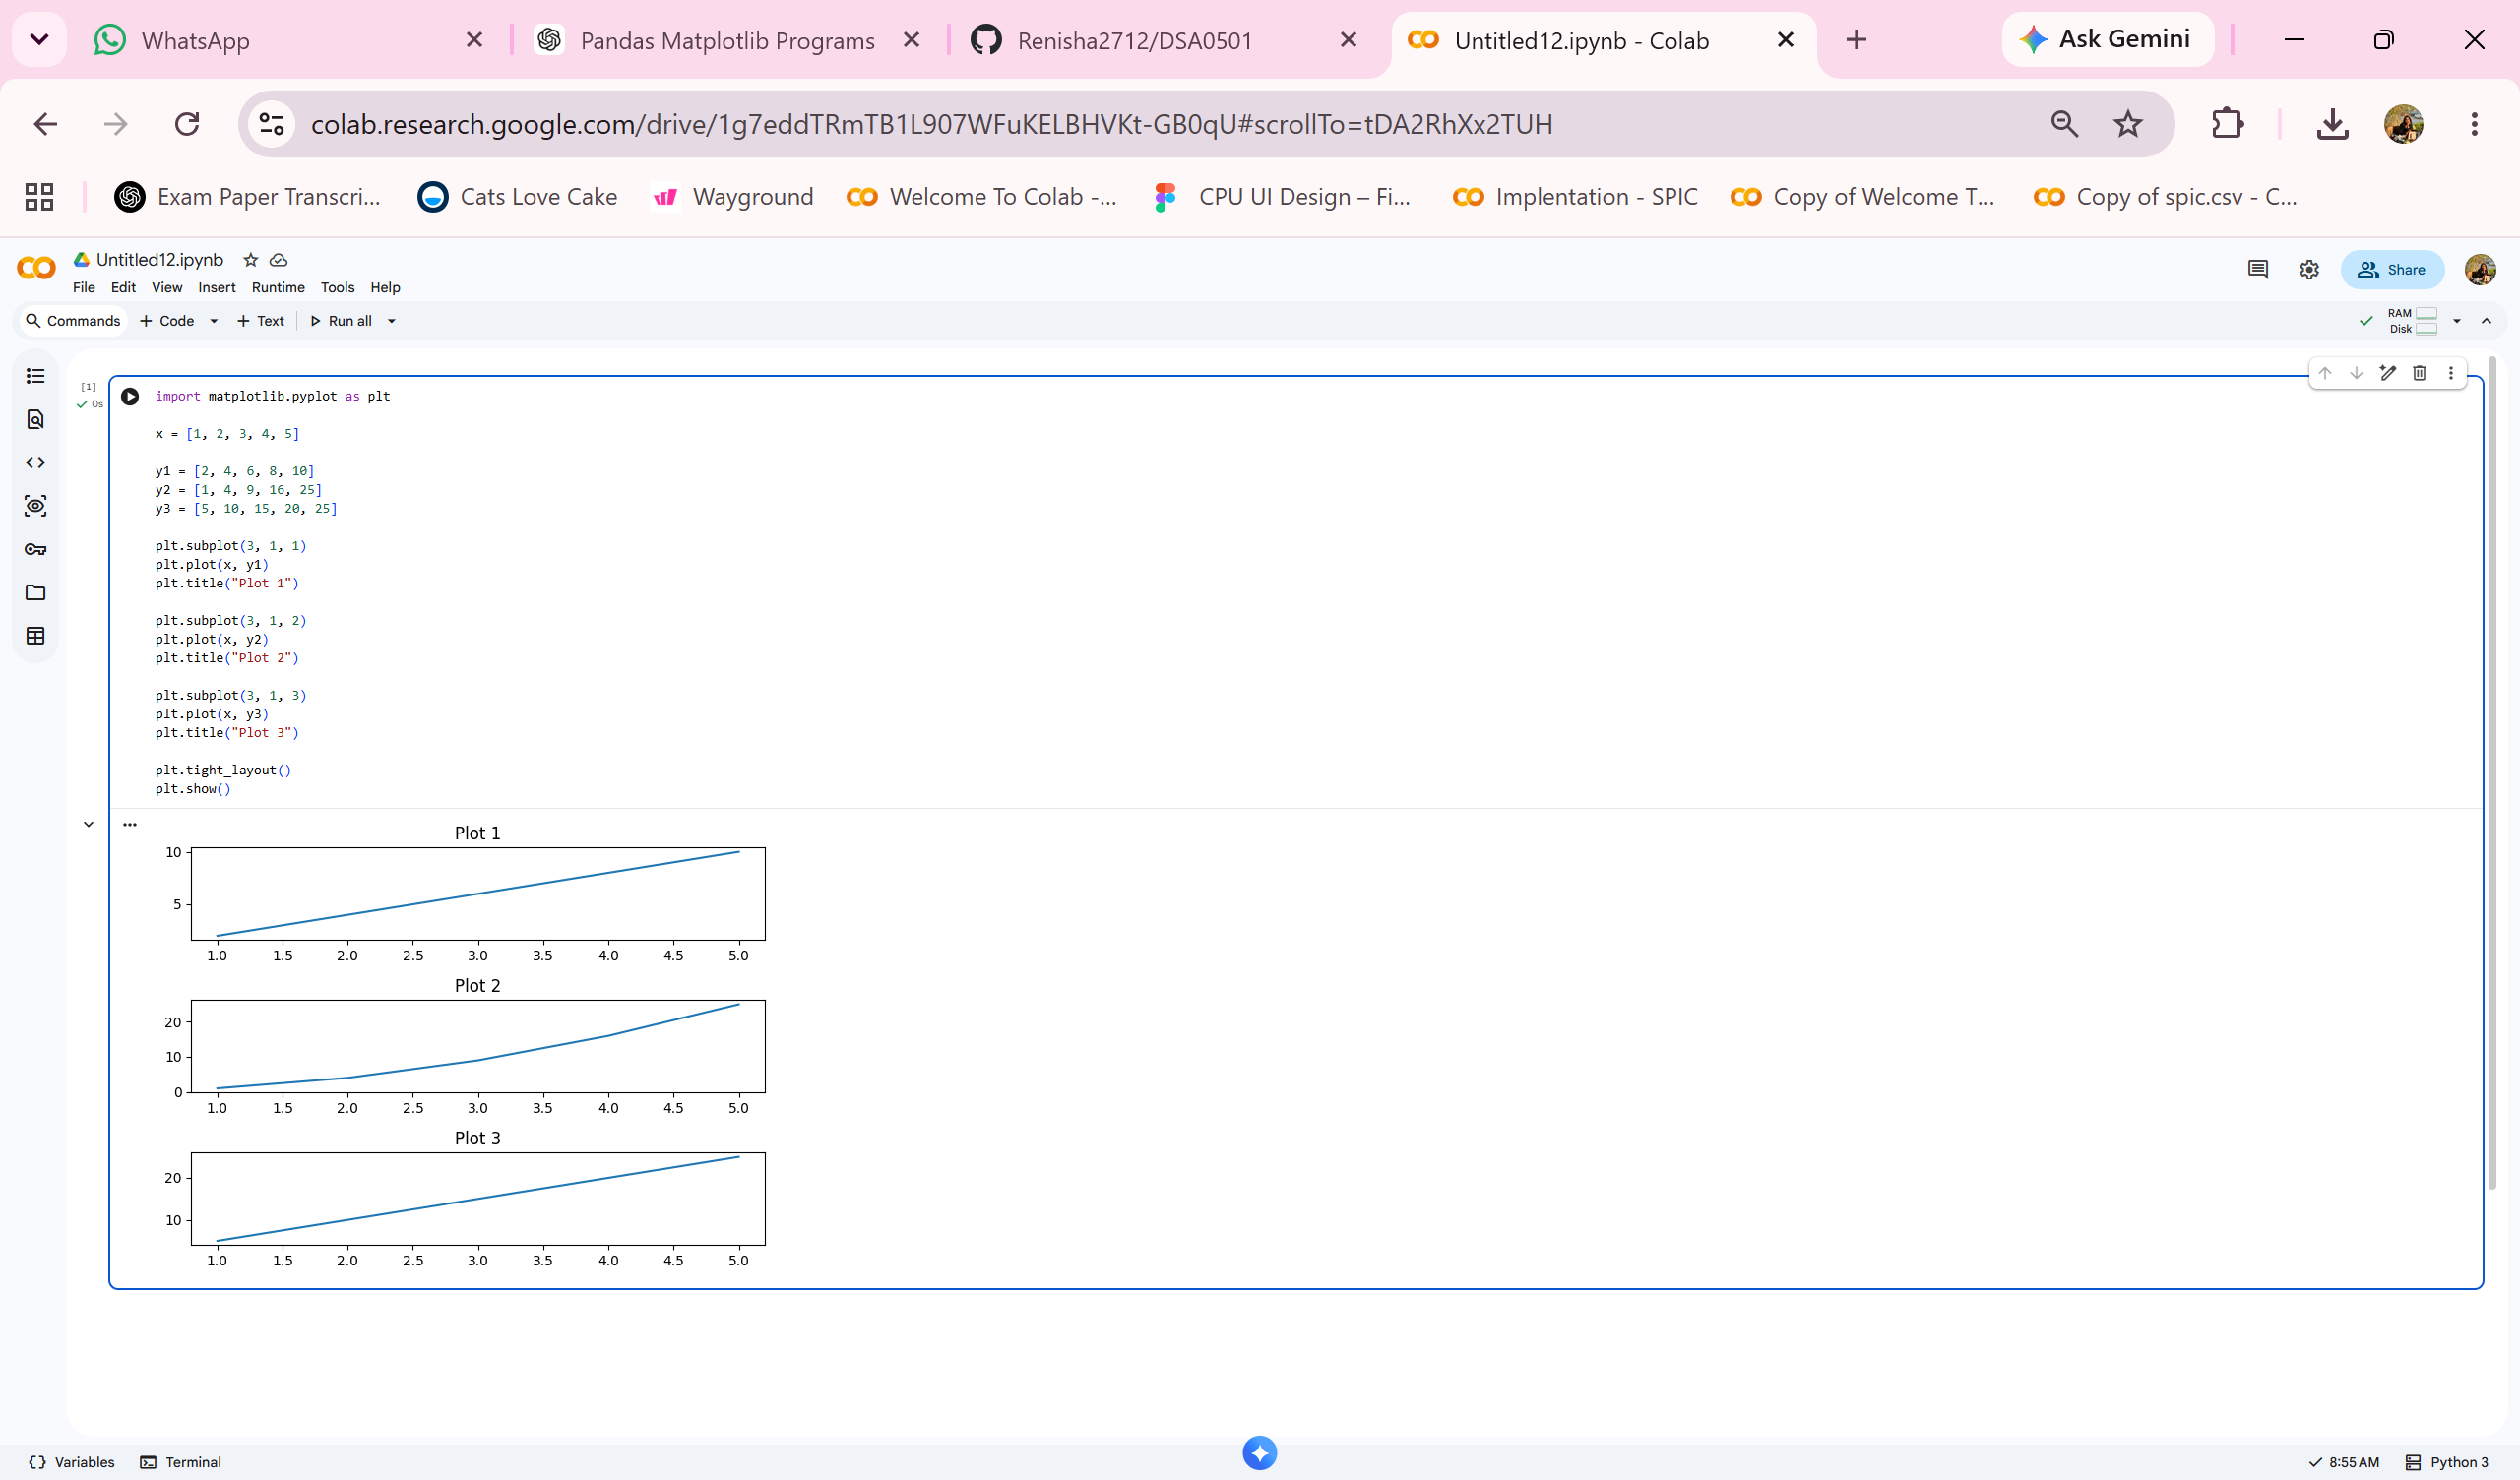 WhatsApp
Pandas Matplotlib Programs
Renisha2712/DSA0501
Untitled12.ipynb - Colab
Ask Gemini
colab.research.google.com/drive/1g7eddTRmTB1L907WFuKELBHVKt-GB0qU#scrollTo=tDA2RhXx2TUH
Exam Paper Transcri...
Cats Love Cake
Wayground
Welcome To Colab -...
CPU UI Design – Fi...
Implentation - SPIC
Copy of Welcome T...
Copy of spic.csv - C...
Untitled12.ipynb
File Edit View Insert Runtime Tools Help
Share
Commands + Code + Text Run all
RAM
Disk
[1]
0s
import matplotlib.pyplot as plt
x = [1, 2, 3, 4, 5]
y1 = [2, 4, 6, 8, 10]
y2 = [1, 4, 9, 16, 25]
y3 = [5, 10, 15, 20, 25]
plt.subplot(3, 1, 1)
plt.plot(x, y1)
plt.title("Plot 1")
plt.subplot(3, 1, 2)
plt.plot(x, y2)
plt.title("Plot 2")
plt.subplot(3, 1, 3)
plt.plot(x, y3)
plt.title("Plot 3")
plt.tight_layout()
plt.show()
Plot 1
10
5
1.0 1.5 2.0 2.5 3.0 3.5 4.0 4.5 5.0
Plot 2
20
10
0
1.0 1.5 2.0 2.5 3.0 3.5 4.0 4.5 5.0
Plot 3
20
10
1.0 1.5 2.0 2.5 3.0 3.5 4.0 4.5 5.0
Variables
Terminal
8:55 AM
Python 3